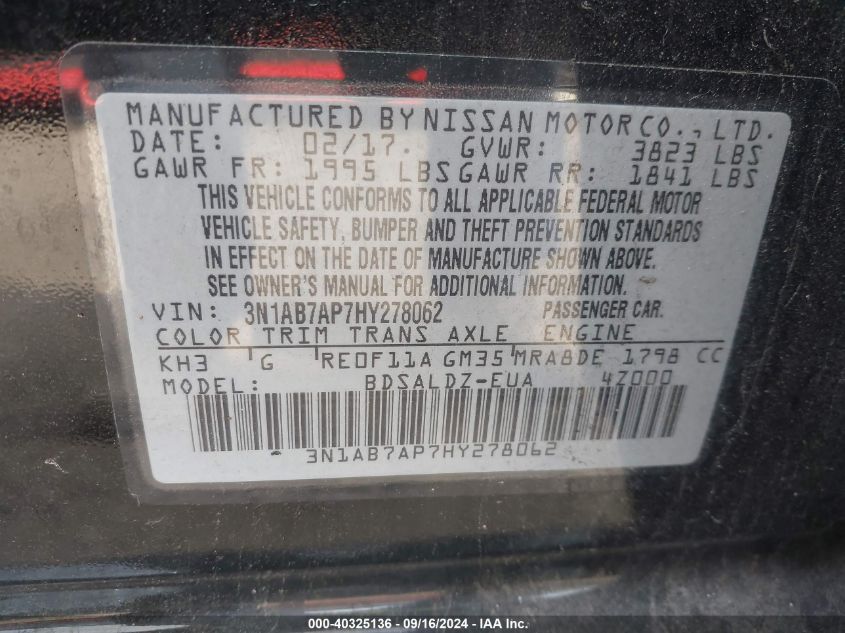 MANUFACTURED BY NISSAN MOTOR CO., LTD.
DATE: 02/17. GVWR: 3823 LBS
GAWR FR: 1995 LBS GAWR RR: 1841 LBS
THIS VEHICLE CONFORMS TO ALL APPLICABLE FEDERAL MOTOR
VEHICLE SAFETY, BUMPER AND THEFT PREVENTION STANDARDS
IN EFFECT ON THE DATE OF MANUFACTURE SHOWN ABOVE.
SEE OWNER'S MANUAL FOR ADDITIONAL INFORMATION.
VIN: 3N1AB7AP7HY278062 PASSENGER CAR.
COLOR TRIM TRANS AXLE ENGINE
KH3 G RE0F11A GM35 MRA8DE 1798 CC
MODEL: BDSALDZ-EUA 4Z000
3N1AB7AP7HY278062
000-40325136 - 09/16/2024 - IAA Inc.